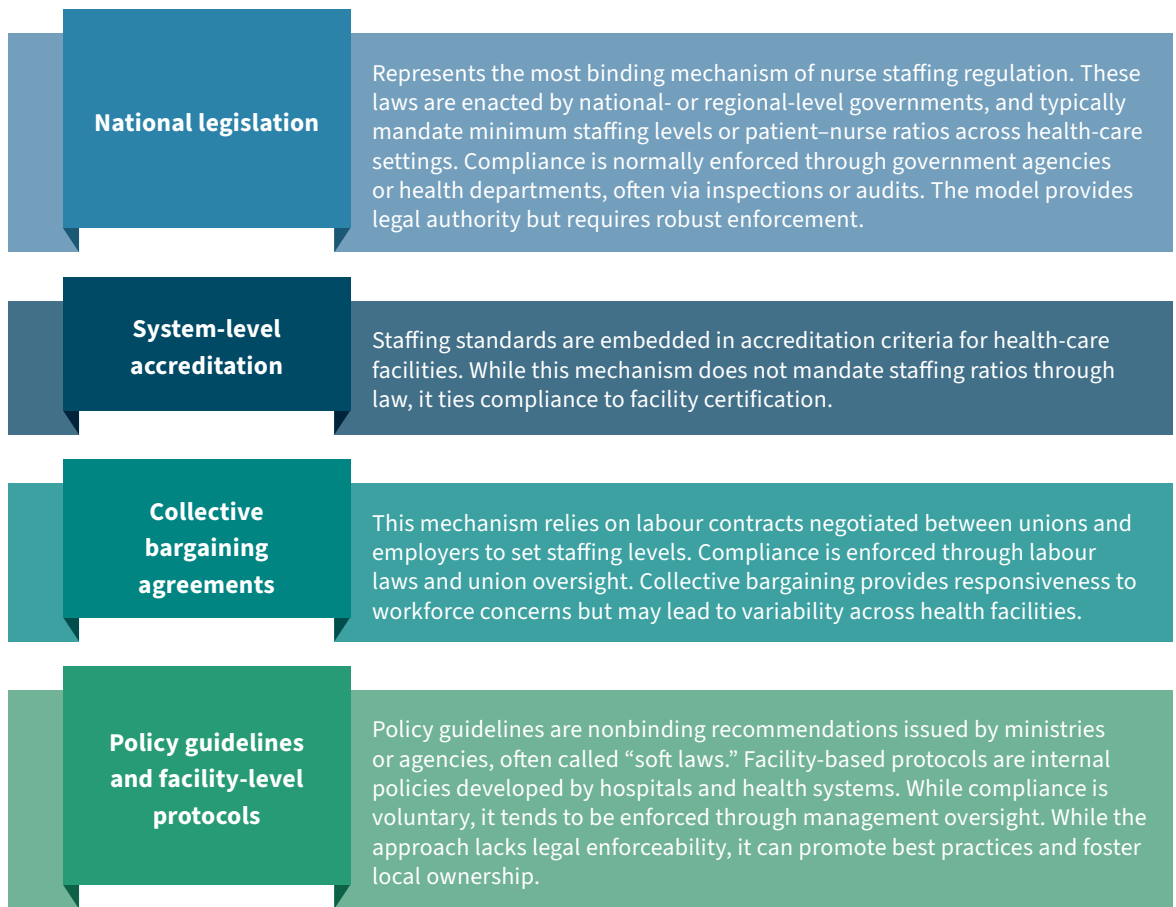 National legislation
Represents the most binding mechanism of nurse staffing regulation. These
laws are enacted by national- or regional-level governments, and typically
mandate minimum staffing levels or patient–nurse ratios across health-care
settings. Compliance is normally enforced through government agencies
or health departments, often via inspections or audits. The model provides
legal authority but requires robust enforcement.
System-level
accreditation
Staffing standards are embedded in accreditation criteria for health-care
facilities. While this mechanism does not mandate staffing ratios through
law, it ties compliance to facility certification.
Collective
bargaining
agreements
This mechanism relies on labour contracts negotiated between unions and
employers to set staffing levels. Compliance is enforced through labour
laws and union oversight. Collective bargaining provides responsiveness to
workforce concerns but may lead to variability across health facilities.
Policy guidelines
and facility-level
protocols
Policy guidelines are nonbinding recommendations issued by ministries
or agencies, often called “soft laws.” Facility-based protocols are internal
policies developed by hospitals and health systems. While compliance is
voluntary, it tends to be enforced through management oversight. While the
approach lacks legal enforceability, it can promote best practices and foster
local ownership.